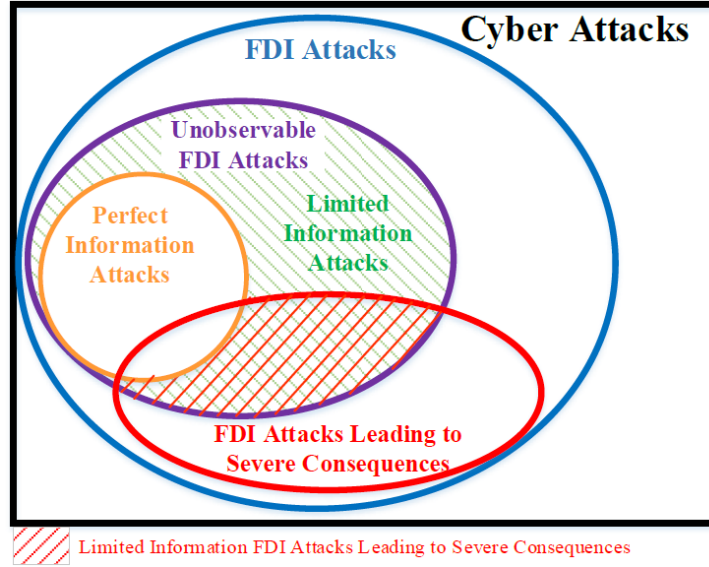 Cyber Attacks
FDI Attacks
Unobservable
FDI Attacks
Perfect
Information
Attacks
Limited
Information
Attacks
FDI Attacks Leading to
Severe Consequences
Limited Information FDI Attacks Leading to Severe Consequences